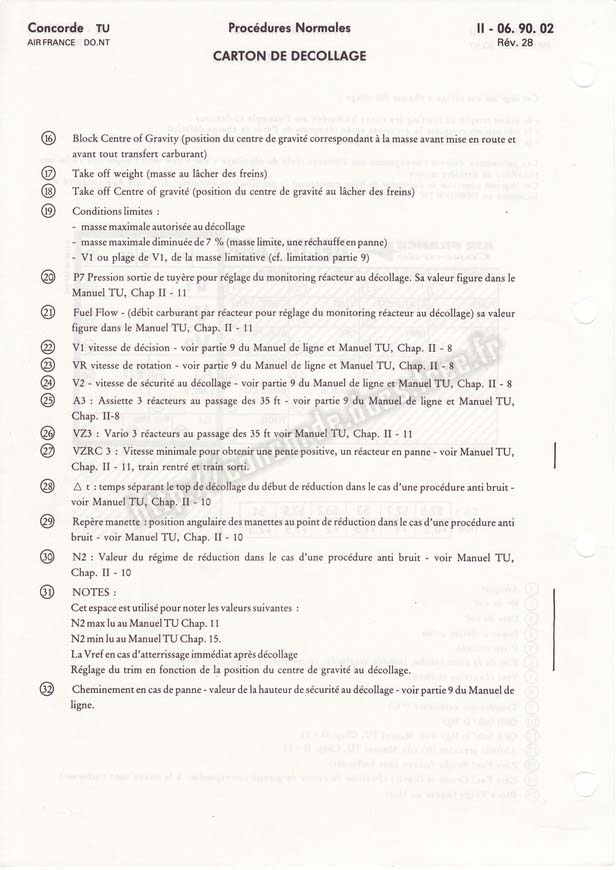 Concorde TU
AIR FRANCE DO.NT
Procédures Normales
CARTON DE DECOLLAGE
II - 06. 90. 02
Rév. 28
16 Block Centre of Gravity (position du centre de gravité correspondant à la masse avant mise en route et
avant tout transfert carburant)
17 Take off weight (masse au lâcher des freins)
18 Take off Centre of gravité (position du centre de gravité au lâcher des freins)
19 Conditions limites :
- masse maximale autorisée au décollage
- masse maximale diminuée de 7 % (masse limite, une réchauffe en panne)
- V1 ou plage de V1, de la masse limitative (cf. limitation partie 9)
20 P7 Pression sortie de tuyère pour réglage du monitoring réacteur au décollage. Sa valeur figure dans le
Manuel TU, Chap II - 11
21 Fuel Flow - (débit carburant par réacteur pour réglage du monitoring réacteur au décollage) sa valeur
figure dans le Manuel TU, Chap. II - 11
22 V1 vitesse de décision - voir partie 9 du Manuel de ligne et Manuel TU, Chap. II - 8
23 VR vitesse de rotation - voir partie 9 du Manuel de ligne et Manuel TU, Chap. II - 8
24 V2 - vitesse de sécurité au décollage - voir partie 9 du Manuel de ligne et Manuel TU, Chap. II - 8
25 A3 : Assiette 3 réacteurs au passage des 35 ft - voir partie 9 du Manuel de ligne et Manuel TU,
Chap. II-8
26 VZ3 : Vario 3 réacteurs au passage des 35 ft voir Manuel TU, Chap. II - 11
27 VZRC 3 : Vitesse minimale pour obtenir une pente positive, un réacteur en panne - voir Manuel TU,
Chap. II - 11, train rentré et train sorti.
28 △ t : temps séparant le top de décollage du début de réduction dans le cas d'une procédure anti bruit -
voir Manuel TU, Chap. II - 10
29 Repère manette : position angulaire des manettes au point de réduction dans le cas d'une procédure anti
bruit - voir Manuel TU, Chap. II - 10
30 N2 : Valeur du régime de réduction dans le cas d'une procédure anti bruit - voir Manuel TU,
Chap. II - 10
31 NOTES :
Cet espace est utilisé pour noter les valeurs suivantes :
N2 max lu au Manuel TU Chap. 11
N2 min lu au Manuel TU Chap. 15.
La Vref en cas d'atterrissage immédiat après décollage
Réglage du trim en fonction de la position du centre de gravité au décollage.
32 Cheminement en cas de panne - valeur de la hauteur de sécurité au décollage - voir partie 9 du Manuel de
ligne.